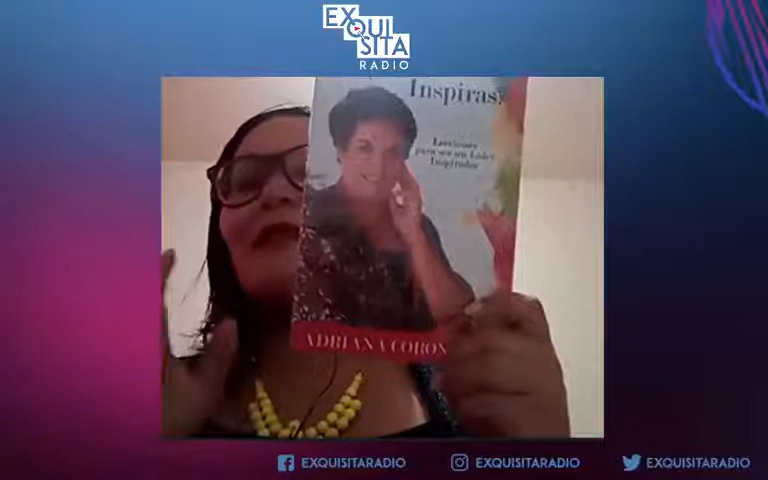 EX
QUI
SITA
RADIO
Inspiras
Lecciones
para ser un Líder
Inspirador
ADRIANA CORON
EXQUISITARADIO EXQUISITARADIO EXQUISITARADIO